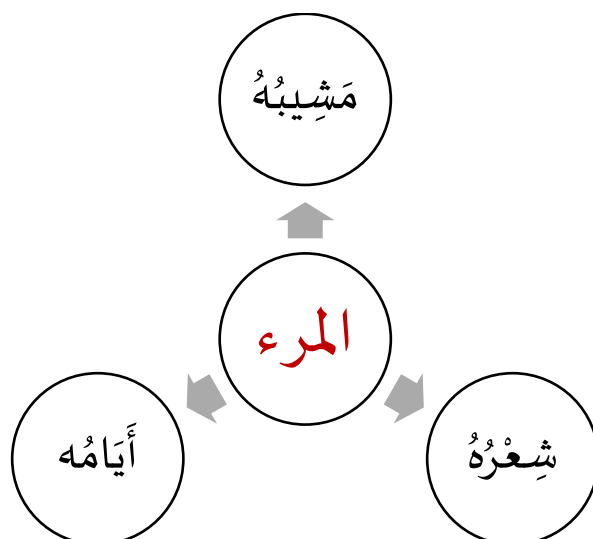 مَشِيبُهُ
المرء
شِعْرُهُ
أَيَامُه